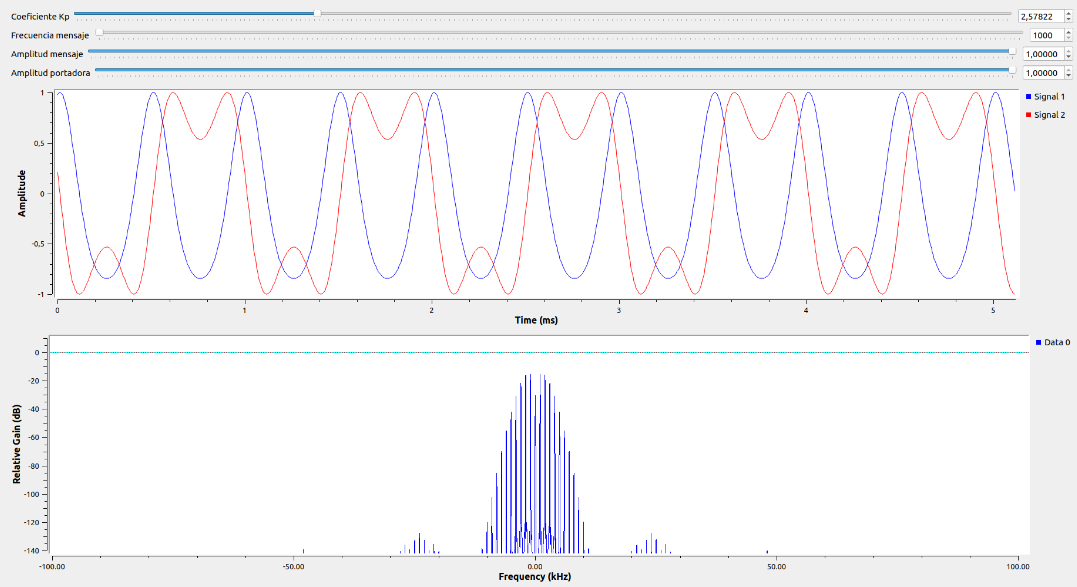 Coeficiente Kp 2,57822
Frecuencia mensaje 1000
Amplitud mensaje 1,00000
Amplitud portadora 1,00000
1
0,5
0
-0,5
-1
Amplitude
0 1 2 3 4 5
Time (ms)
Signal 1
Signal 2
0
-20
-40
-60
-80
-100
-120
-140
Relative Gain (dB)
-100.00 -50.00 0.00 50.00 100.00
Frequency (kHz)
Data 0